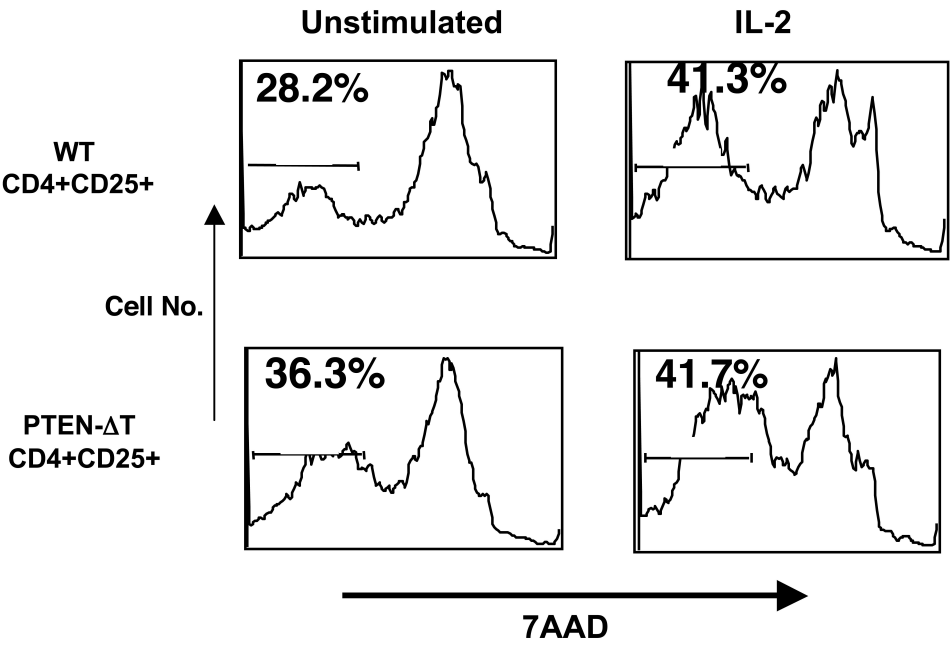 Unstimulated IL-2
28.2% 41.3%
WT
CD4+CD25+
Cell No.
36.3% 41.7%
PTEN-ΔT
CD4+CD25+
7AAD